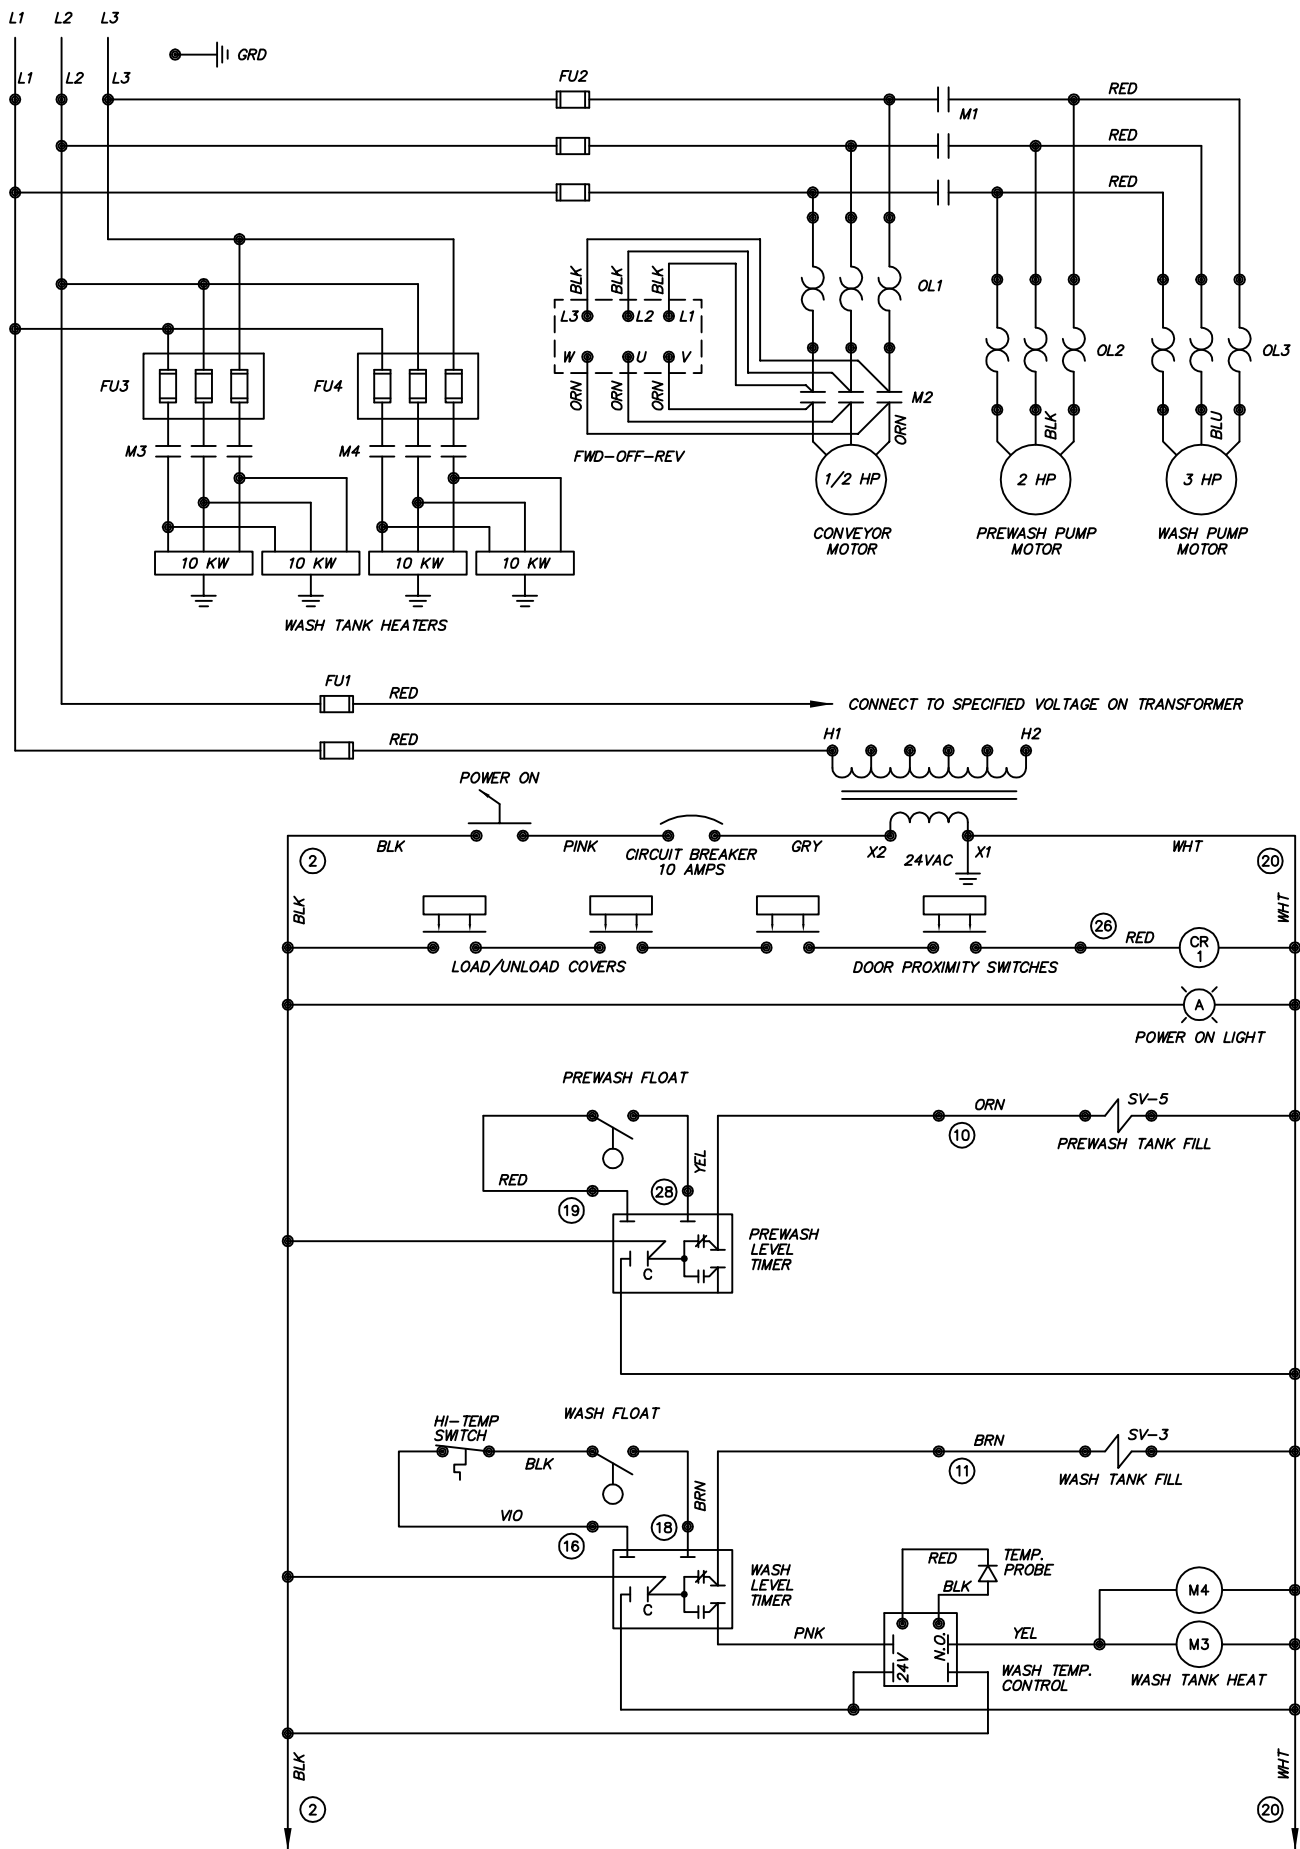 L1 L2 L3
GRD
L1 L2 L3
FU2
RED
M1
RED
RED
BLK BLK BLK
OL1
L3 L2 L1
W U V
OL2
OL3
FU3
FU4
ORN ORN ORN
M2
ORN
BLK
BLU
M3
M4
FWD-OFF-REV
1/2 HP
2 HP
3 HP
CONVEYOR
MOTOR
PREWASH PUMP
MOTOR
WASH PUMP
MOTOR
10 KW 10 KW 10 KW 10 KW
WASH TANK HEATERS
FU1
RED
CONNECT TO SPECIFIED VOLTAGE ON TRANSFORMER
RED
H1 H2
POWER ON
BLK
PINK
CIRCUIT BREAKER
10 AMPS
GRY
X2
24VAC
X1
WHT
2
20
BLK
WHT
26
RED
CR
1
LOAD/UNLOAD COVERS
DOOR PROXIMITY SWITCHES
A
POWER ON LIGHT
PREWASH FLOAT
ORN
SV-5
10
PREWASH TANK FILL
YEL
RED
19
28
PREWASH
LEVEL
TIMER
C
WASH FLOAT
HI-TEMP
SWITCH
BLK
BRN
SV-3
11
WASH TANK FILL
BRN
VIO
16
18
WASH
LEVEL
TIMER
C
RED
TEMP.
PROBE
BLK
M4
PNK
24V
N.O.
YEL
M3
WASH TEMP.
CONTROL
WASH TANK HEAT
BLK
WHT
2
20